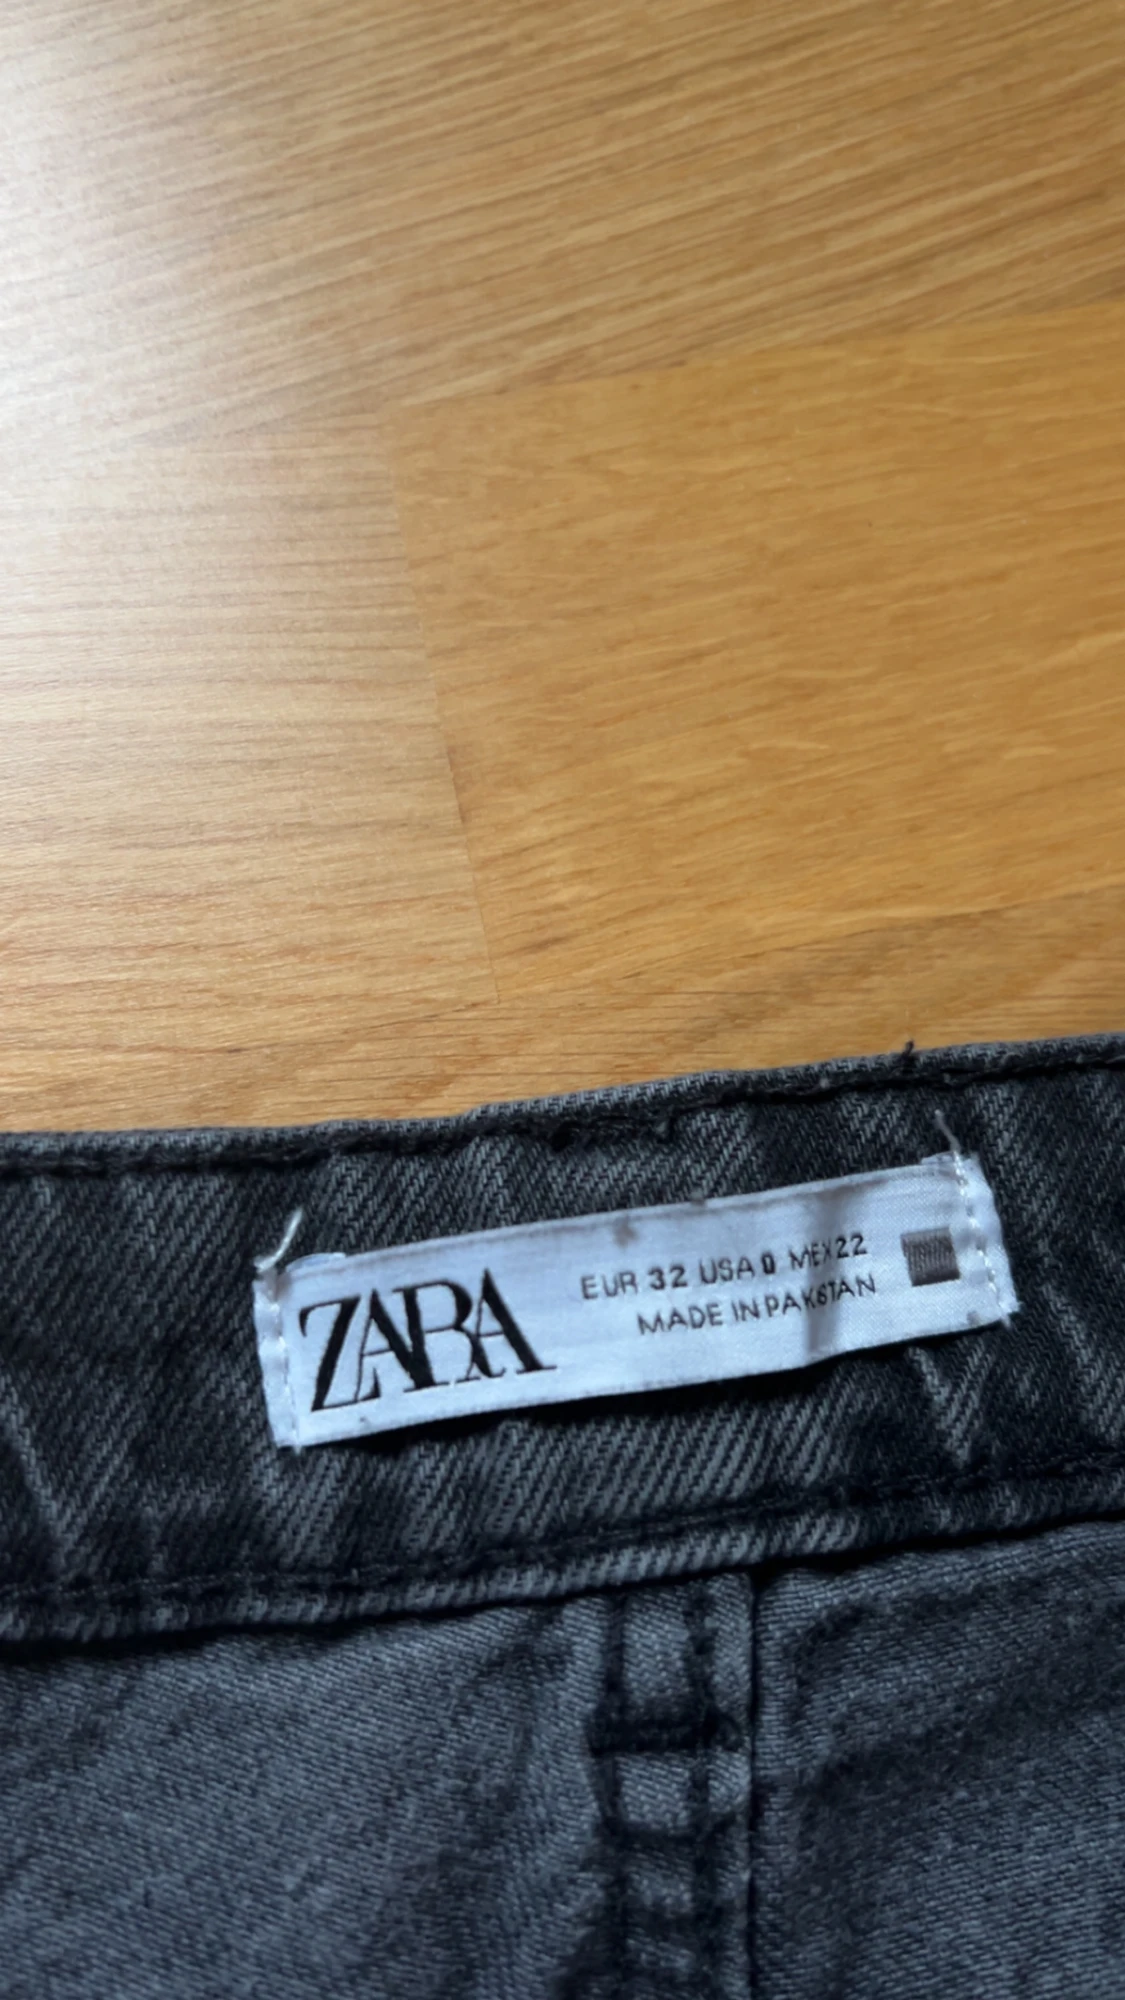 ZARA
EUR 32 USA 0 MEX 22
MADE IN PAKISTAN